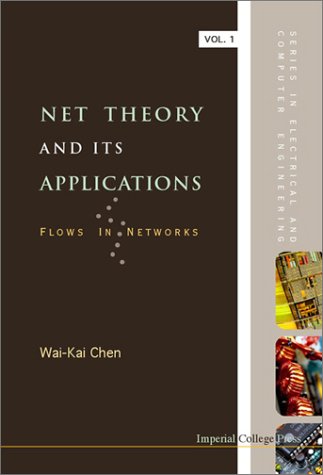 VOL. 1
NET THEORY
AND ITS
APPLICATIONS
FLOWS IN NETWORKS
Wai-Kai Chen
SERIES IN ELECTRICAL AND
COMPUTER ENGINEERING
Imperial College Press